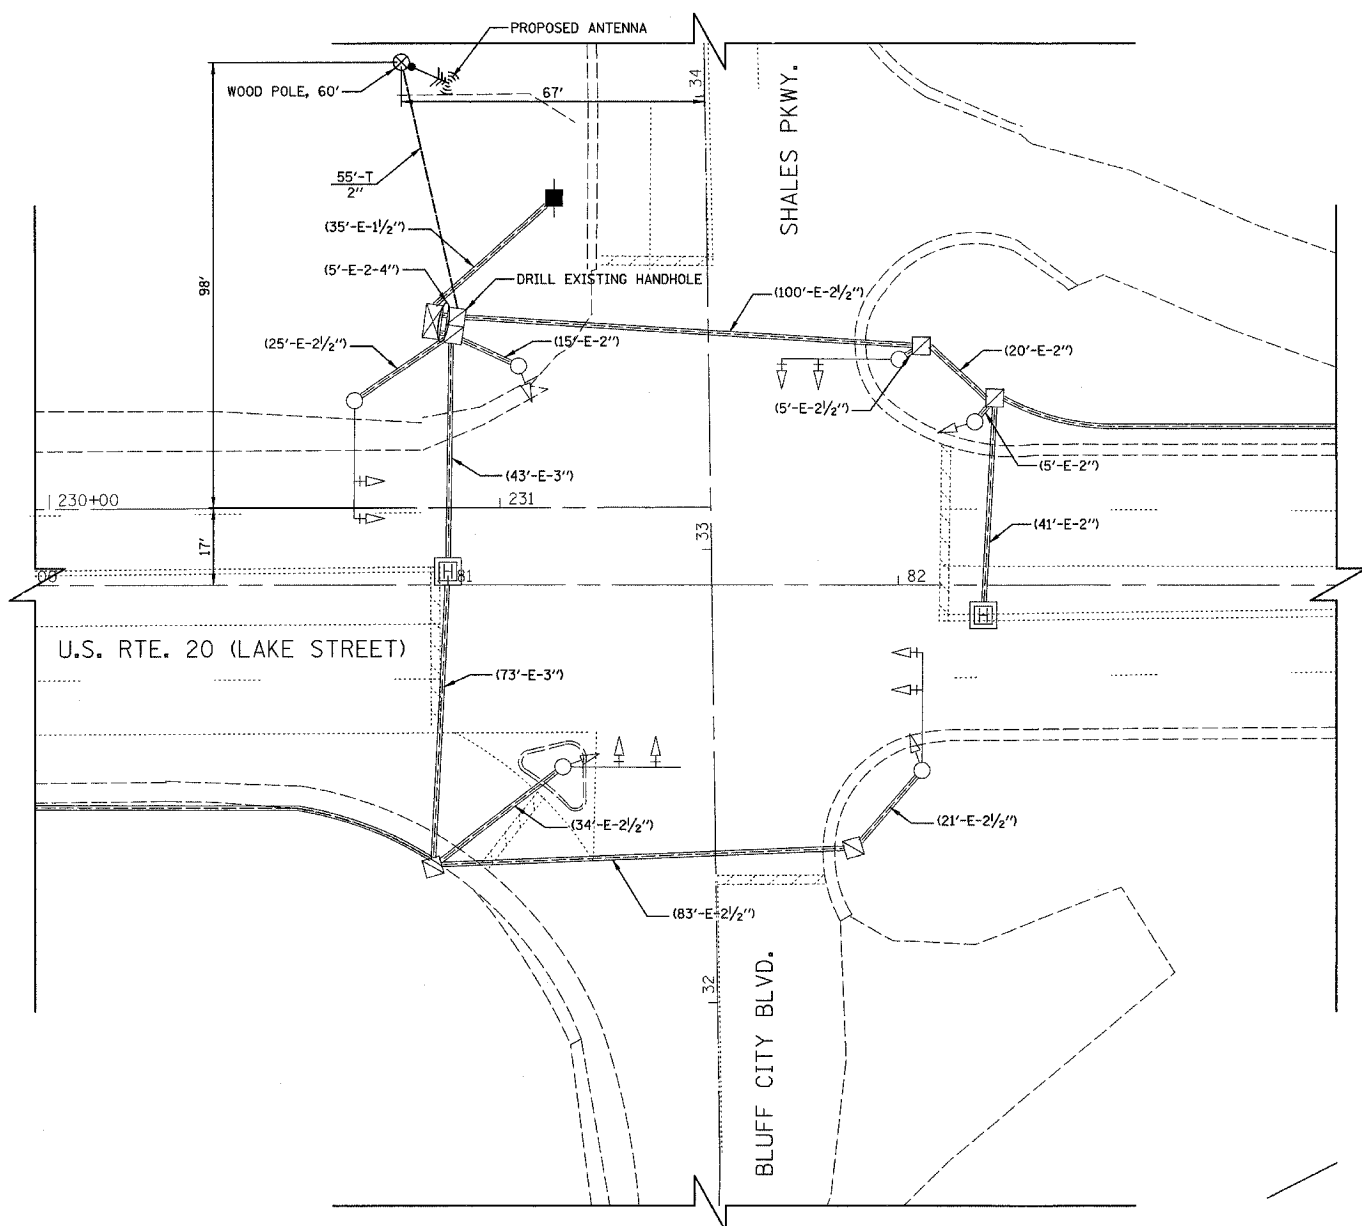 PROPOSED ANTENNA
WOOD POLE, 60'
67'
34
SHALES PKWY.
55'-T
2"
(35'-E-1½")
(5'-E-2-4")
DRILL EXISTING HANDHOLE
98'
(100'-E-2½")
(25'-E-2½")
(15'-E-2")
(20'-E-2")
(5'-E-2½")
(5'-E-2")
(43'-E-3")
230+00
231
(41'-E-2")
17'
33
H
81
82
H
U.S. RTE. 20 (LAKE STREET)
(73'-E-3")
(34'-E-2½")
(21'-E-2½")
(83'-E-2½")
32
BLUFF CITY BLVD.